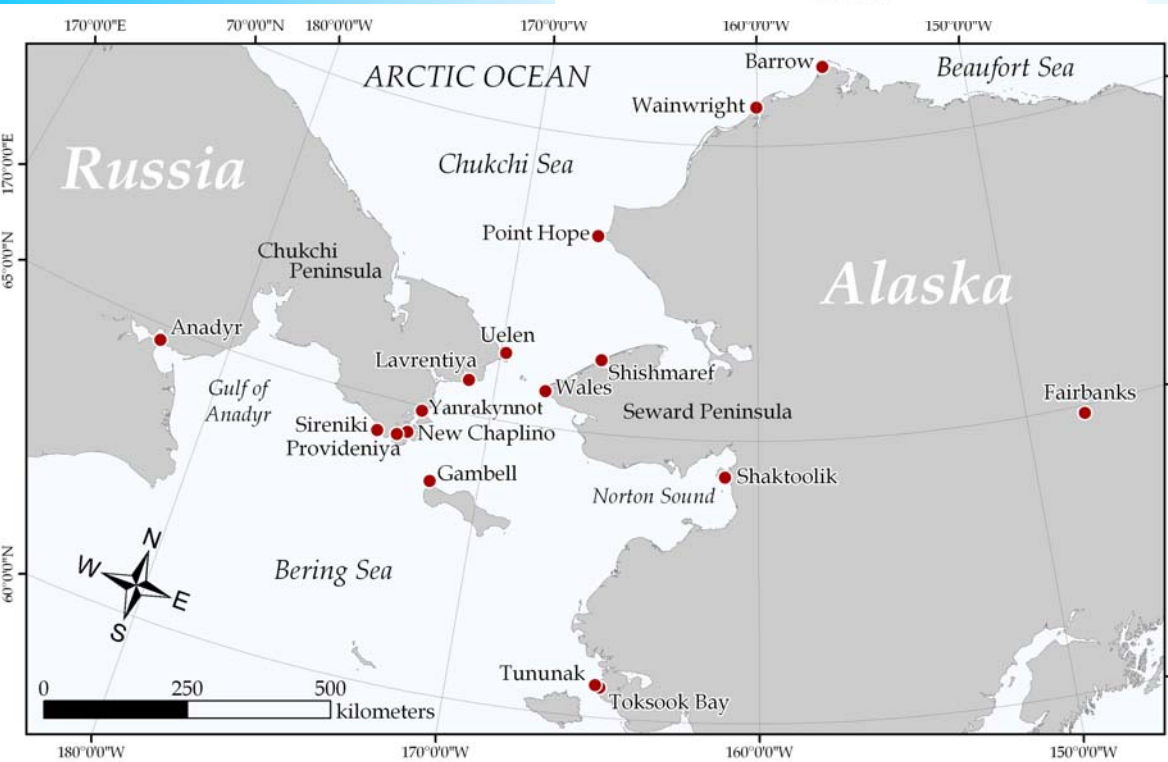 170°0'0"E 70°0'0"N 180°0'0"W 170°0'0"W 160°0'0"W 150°0'0"W
ARCTIC OCEAN
Barrow
Beaufort Sea
Wainwright
Russia
Chukchi Sea
170°0'0"E
Point Hope
65°0'0"N
Chukchi
Peninsula
Alaska
Anadyr
Uelen
Lavrentiya
Shishmaref
Gulf of
Anadyr
Wales
Fairbanks
Yanrakynnot
Seward Peninsula
Sireniki
New Chaplino
Provideniya
Gambell
Shaktoolik
Norton Sound
N
W
E
S
Bering Sea
60°0'0"N
Tununak
Toksook Bay
0 250 500
kilometers
180°0'0"W 170°0'0"W 160°0'0"W 150°0'0"W